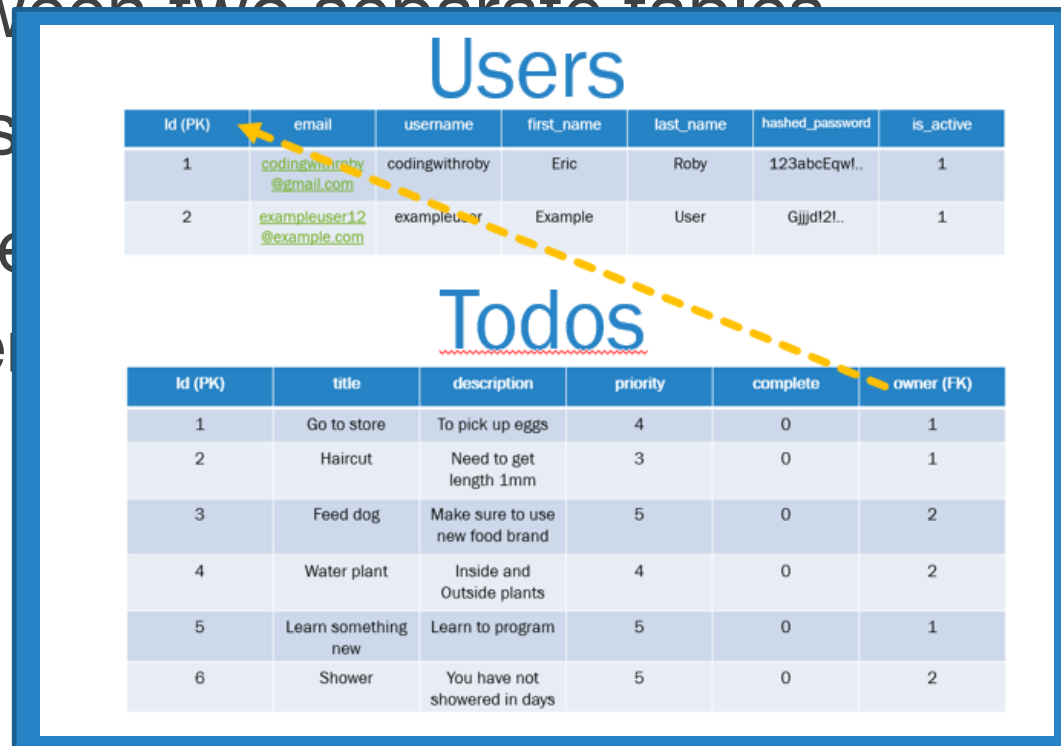 between two separate tables
Users
Id (PK) email username first_name last_name hashed_password is_active
1 codingwithroby codingwithroby Eric Roby 123abcEqw!.. 1
@gmail.com
2 exampleuser12 exampleuser Example User Gjjjd!2!.. 1
@example.com
Todos
Id (PK) title description priority complete owner (FK)
1 Go to store To pick up eggs 4 0 1
2 Haircut Need to get 3 0 1
length 1mm
3 Feed dog Make sure to use 5 0 2
new food brand
4 Water plant Inside and 4 0 2
Outside plants
5 Learn something Learn to program 5 0 1
new
6 Shower You have not 5 0 2
showered in days